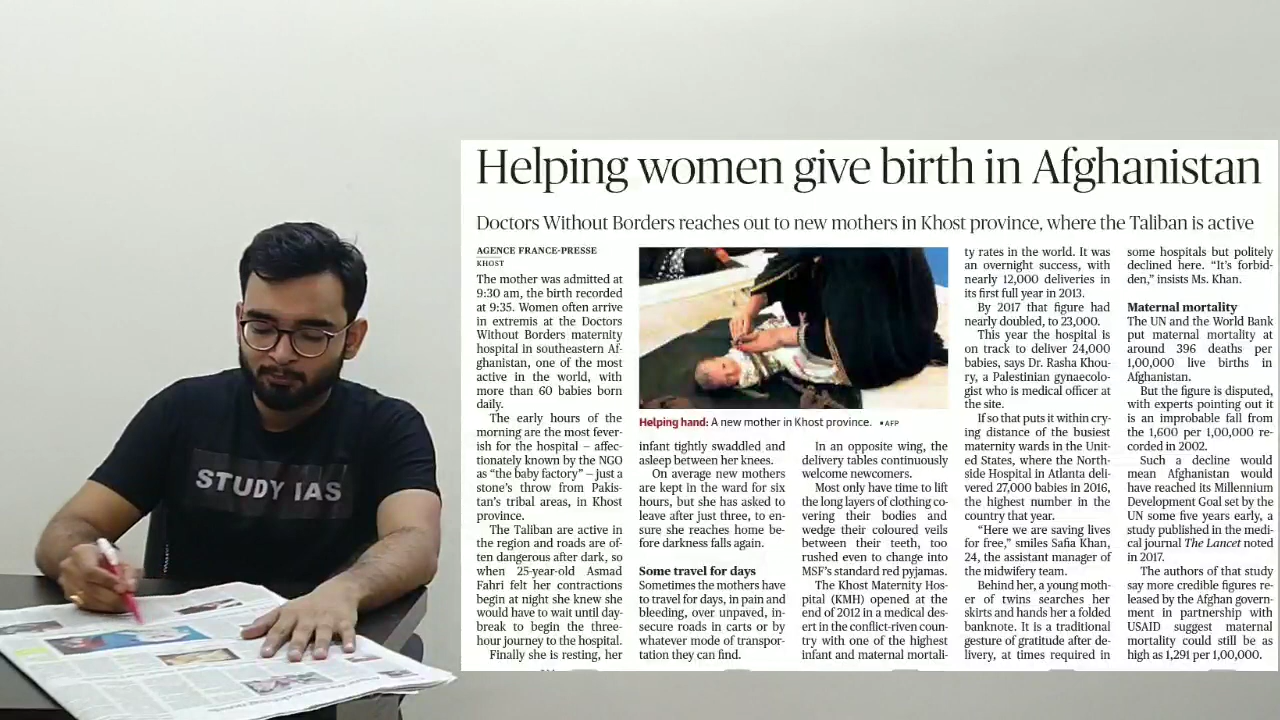 STUDY IAS
Helping women give birth in Afghanistan
Doctors Without Borders reaches out to new mothers in Khost province, where the Taliban is active
AGENCE FRANCE-PRESSE
KHOST
The mother was admitted at
9:30 am, the birth recorded
at 9:35. Women often arrive
in extremis at the Doctors
Without Borders maternity
hospital in southeastern Af-
ghanistan, one of the most
active in the world, with
more than 60 babies born
daily.
The early hours of the
morning are the most fever-
ish for the hospital – affec-
tionately known by the NGO
as “the baby factory” – just a
stone’s throw from Pakis-
tan’s tribal areas, in Khost
province.
The Taliban are active in
the region and roads are of-
ten dangerous after dark, so
when 25-year-old Asmad
Fahri felt her contractions
begin at night she knew she
would have to wait until day-
break to begin the three-
hour journey to the hospital.
Finally she is resting, her
Helping hand: A new mother in Khost province. • AFP
infant tightly swaddled and
asleep between her knees.
On average new mothers
are kept in the ward for six
hours, but she has asked to
leave after just three, to en-
sure she reaches home be-
fore darkness falls again.
Some travel for days
Sometimes the mothers have
to travel for days, in pain and
bleeding, over unpaved, in-
secure roads in carts or by
whatever mode of transpor-
tation they can find.
In an opposite wing, the
delivery tables continuously
welcome newcomers.
Most only have time to lift
the long layers of clothing co-
vering their bodies and
wedge their coloured veils
between their teeth, too
rushed even to change into
MSF’s standard red pyjamas.
The Khost Maternity Hos-
pital (KMH) opened at the
end of 2012 in a medical des-
ert in the conflict-riven coun-
try with one of the highest
infant and maternal mortali-
ty rates in the world. It was
an overnight success, with
nearly 12,000 deliveries in
its first full year in 2013.
By 2017 that figure had
nearly doubled, to 23,000.
This year the hospital is
on track to deliver 24,000
babies, says Dr. Rasha Khou-
ry, a Palestinian gynaecolo-
gist who is medical officer at
the site.
If so that puts it within cry-
ing distance of the busiest
maternity wards in the Unit-
ed States, where the North-
side Hospital in Atlanta deli-
vered 27,000 babies in 2016,
the highest number in the
country that year.
“Here we are saving lives
for free,” smiles Safia Khan,
24, the assistant manager of
the midwifery team.
Behind her, a young moth-
er of twins searches her
skirts and hands her a folded
banknote. It is a traditional
gesture of gratitude after de-
livery, at times required in
some hospitals but politely
declined here. “It’s forbid-
den,” insists Ms. Khan.
Maternal mortality
The UN and the World Bank
put maternal mortality at
around 396 deaths per
1,00,000 live births in
Afghanistan.
But the figure is disputed,
with experts pointing out it
is an improbable fall from
the 1,600 per 1,00,000 re-
corded in 2002.
Such a decline would
mean Afghanistan would
have reached its Millennium
Development Goal set by the
UN some five years early, a
study published in the medi-
cal journal The Lancet noted
in 2017.
The authors of that study
say more credible figures re-
leased by the Afghan govern-
ment in partnership with
USAID suggest maternal
mortality could still be as
high as 1,291 per 1,00,000.